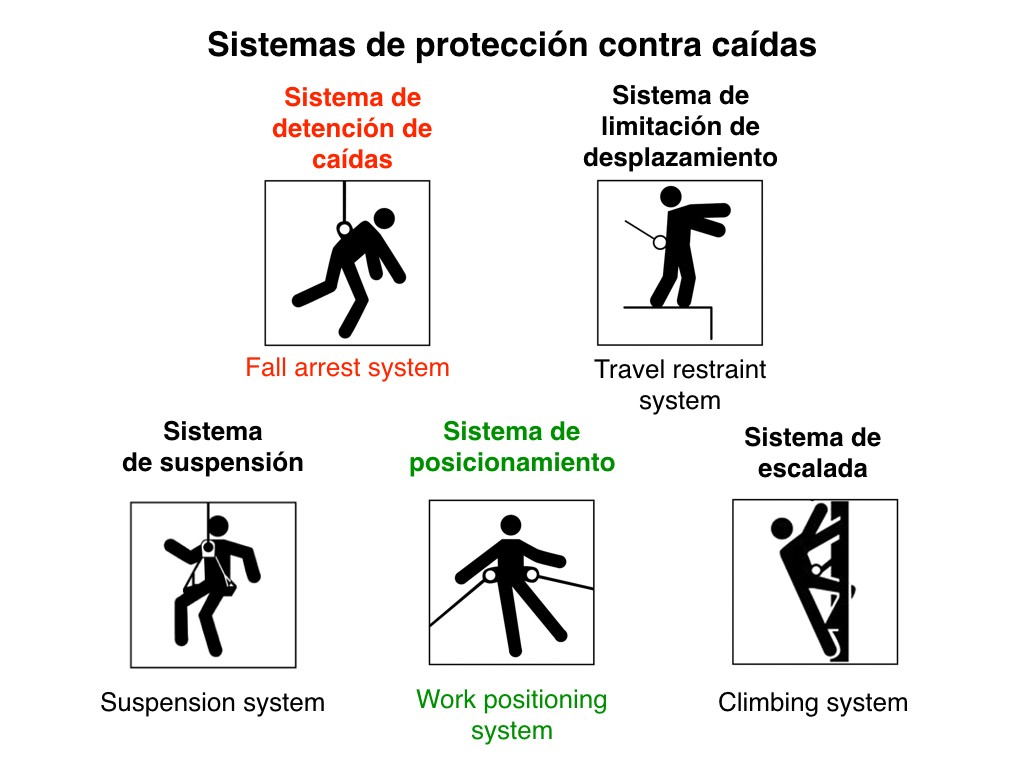 Sistemas de protección contra caídas
Sistema de
detención de
caídas
Sistema de
limitación de
desplazamiento
Fall arrest system
Travel restraint
system
Sistema
de suspensión
Sistema de
posicionamiento
Sistema de
escalada
Suspension system
Work positioning
system
Climbing system